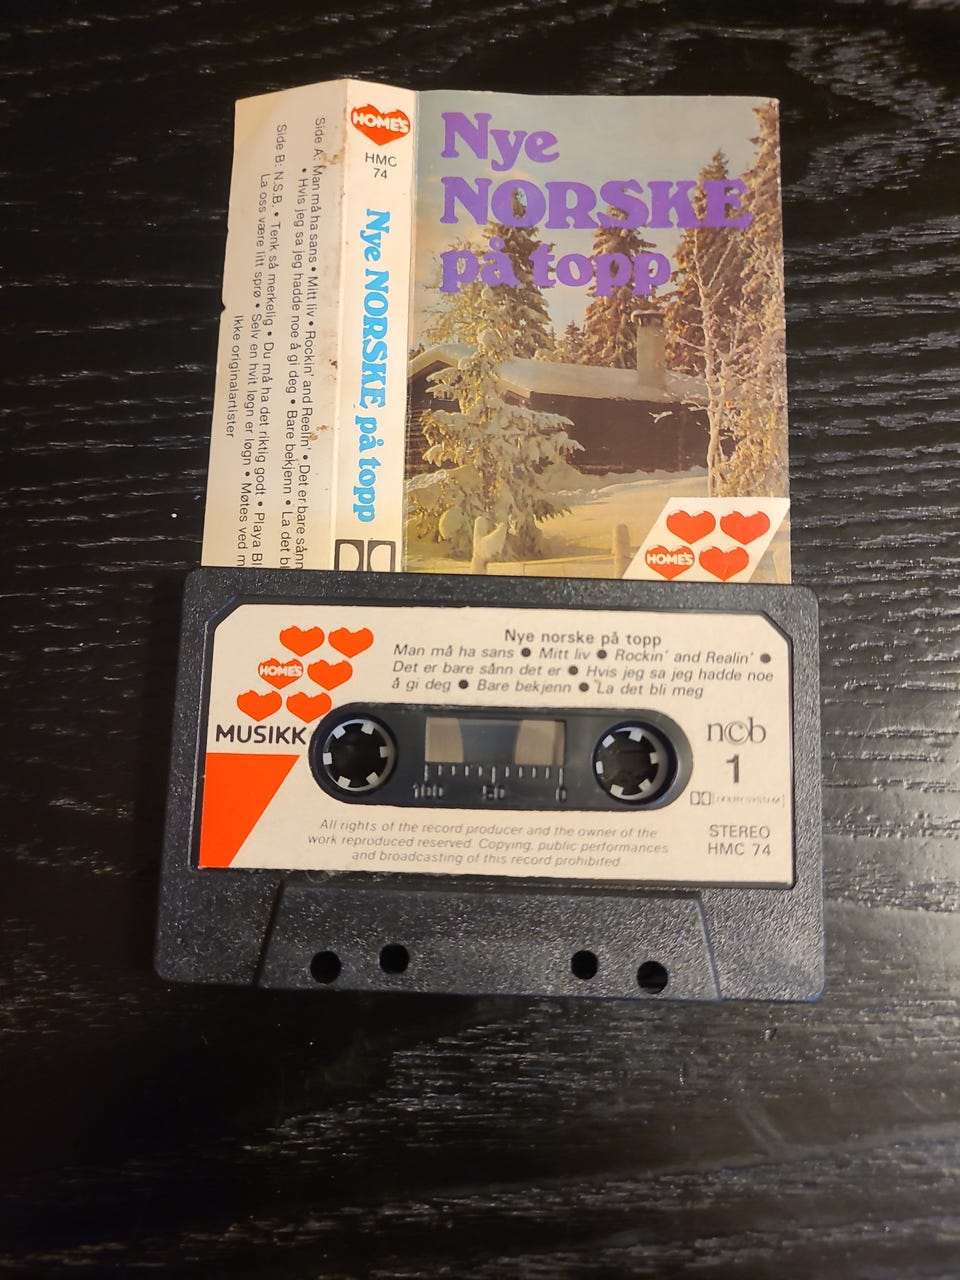 Side A: Man må ha sans • Mitt liv • Rockin' and Reelin' • Det er bare sånn
• Hvis jeg sa jeg hadde noe å gi deg • Bare bekjenn • La det bl
Side B: N.S.B. • Tenk så merkelig • Du må ha det riktig godt • Playa Bl
La oss være litt sprø • Selv en hvit løgn er løgn • Møtes ved m
Ikke originalartister
HOME'S
HMC
74
Nye NORSKE på topp
Nye
NORSKE
på topp
HOME'S
HOME'S
MUSIKK
Nye norske på topp
Man må ha sans ● Mitt liv ● Rockin' and Realin' ●
Det er bare sånn det er ● Hvis jeg sa jeg hadde noe
å gi deg ● Bare bekjenn ● La det bli meg
ncb
1
DOLBY SYSTEM
100 50 0
STEREO
HMC 74
All rights of the record producer and the owner of the
work reproduced reserved. Copying, public performances
and broadcasting of this record prohibited.